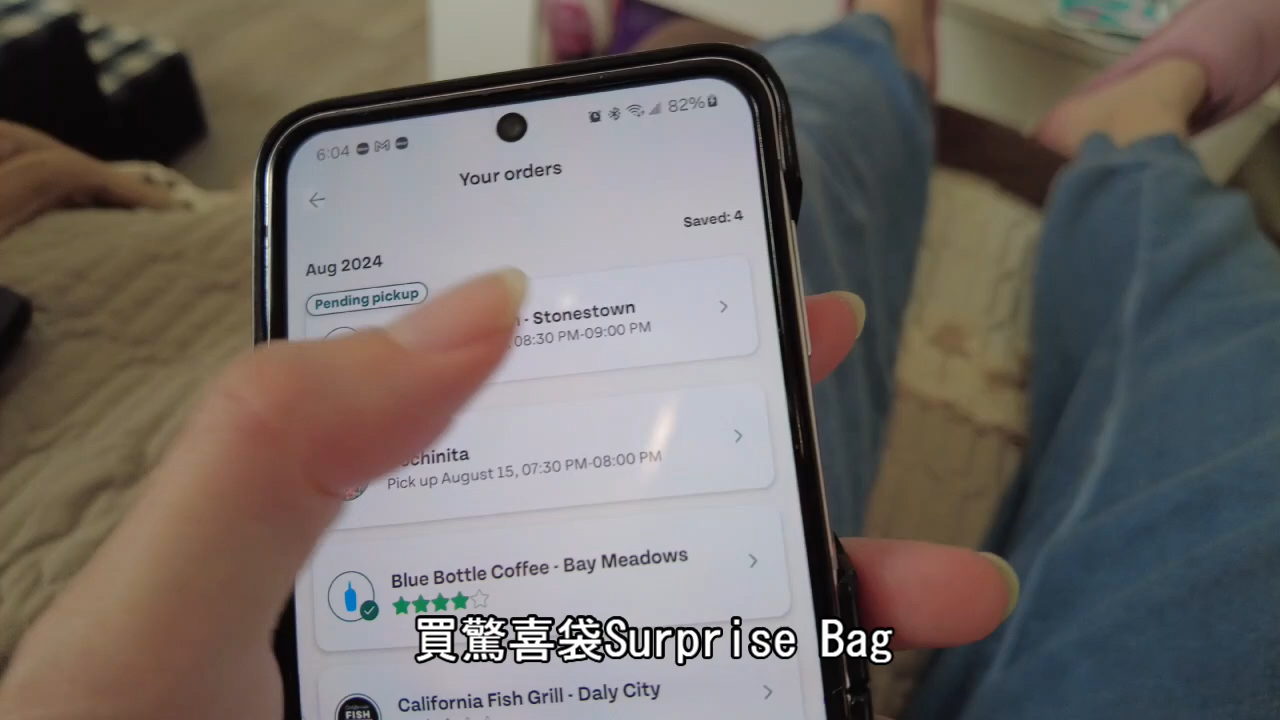 6:04
82%
Your orders
Saved: 4
Aug 2024
Pending pickup
- Stonestown
08:30 PM-09:00 PM
Pick up August 15, 07:30 PM-08:00 PM
Blue Bottle Coffee - Bay Meadows
California Fish Grill - Daly City
FISH
買驚喜袋Surprise Bag